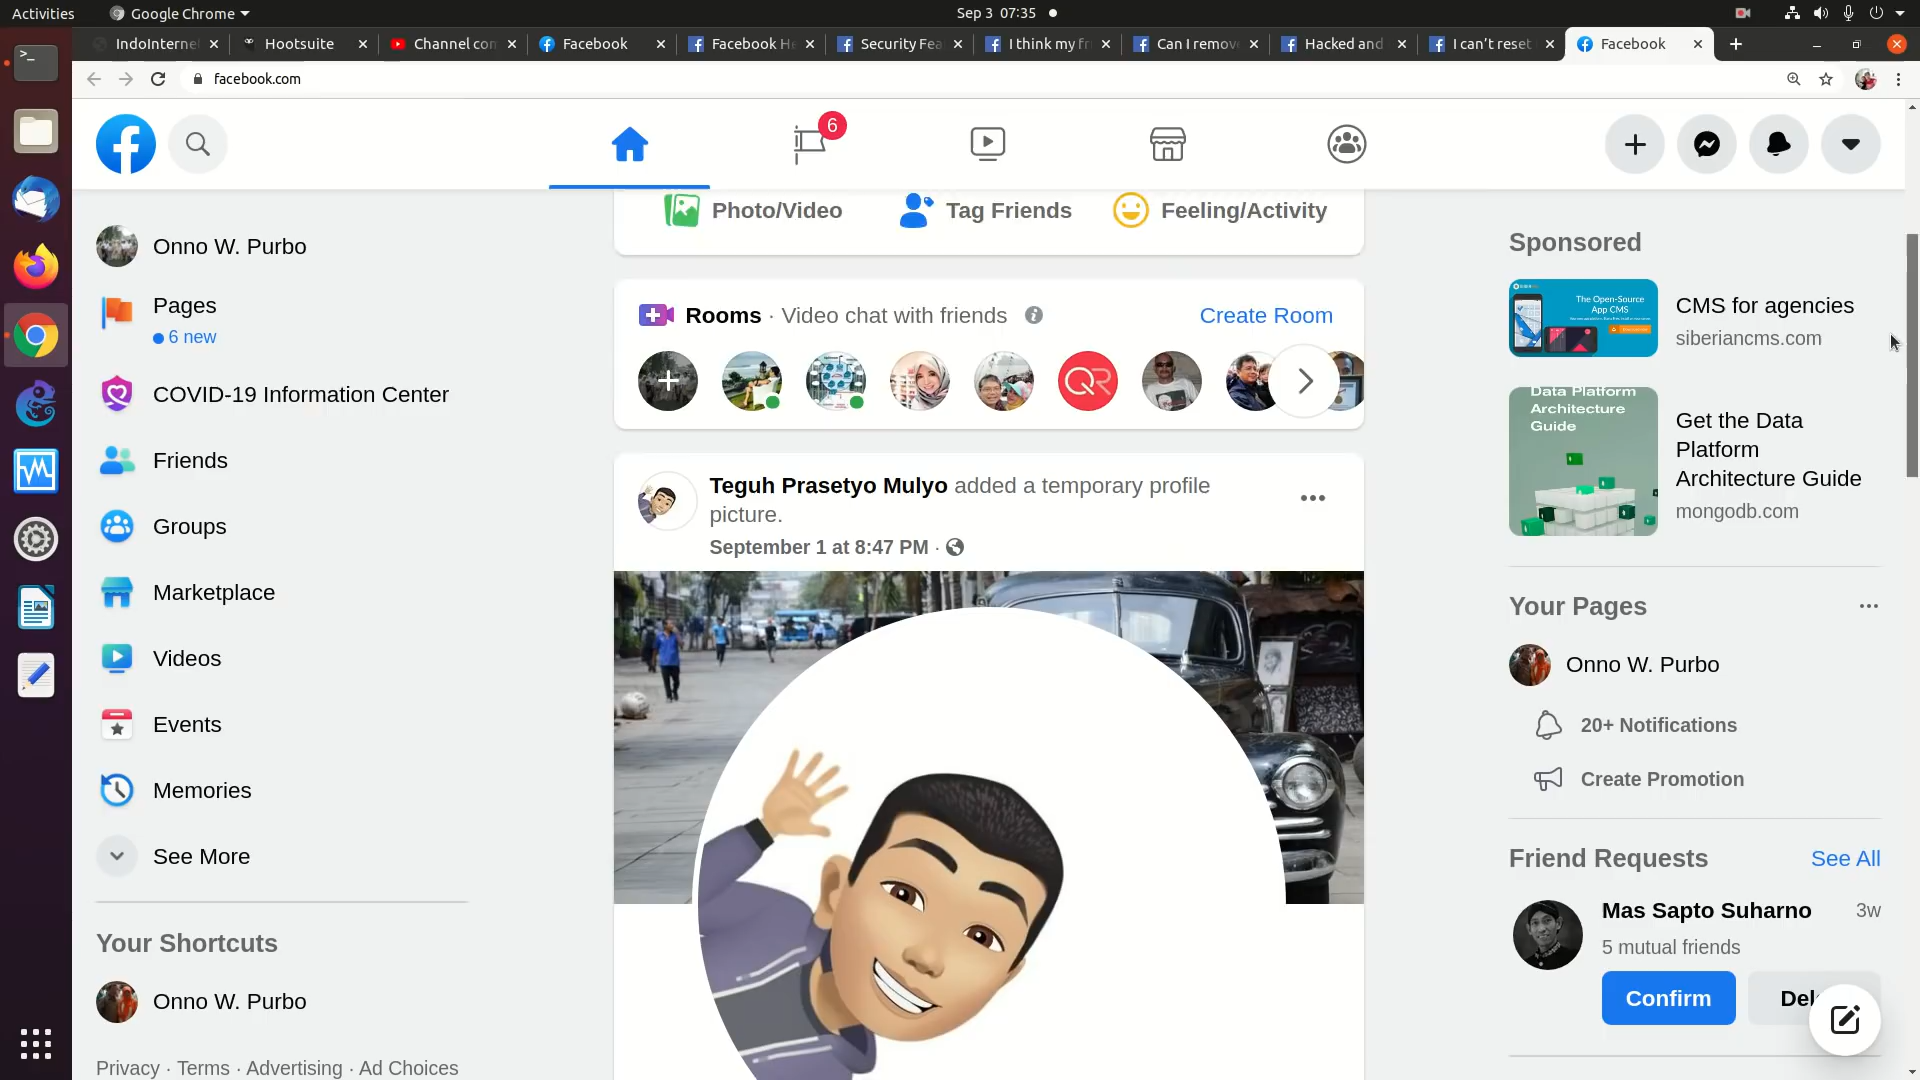 Activities
Google Chrome
Sep 3 07:35
IndoInterne
Hootsuite
Channel con
Facebook
Facebook He
Security Fea
I think my fr
Can I remov
Hacked and
I can't reset
Facebook
facebook.com
6
Photo/Video
Tag Friends
Feeling/Activity
Onno W. Purbo
Pages
6 new
COVID-19 Information Center
Friends
Groups
Marketplace
Videos
Events
Memories
See More
Your Shortcuts
Onno W. Purbo
Privacy · Terms · Advertising · Ad Choices
Rooms · Video chat with friends
Create Room
QR
Teguh Prasetyo Mulyo added a temporary profile
picture.
September 1 at 8:47 PM ·
Sponsored
The Open-Source
App CMS
CMS for agencies
siberiancms.com
Data Platform
Architecture
Guide
Get the Data
Platform
Architecture Guide
mongodb.com
Your Pages
Onno W. Purbo
20+ Notifications
Create Promotion
Friend Requests
See All
Mas Sapto Suharno
3w
5 mutual friends
Confirm
Del